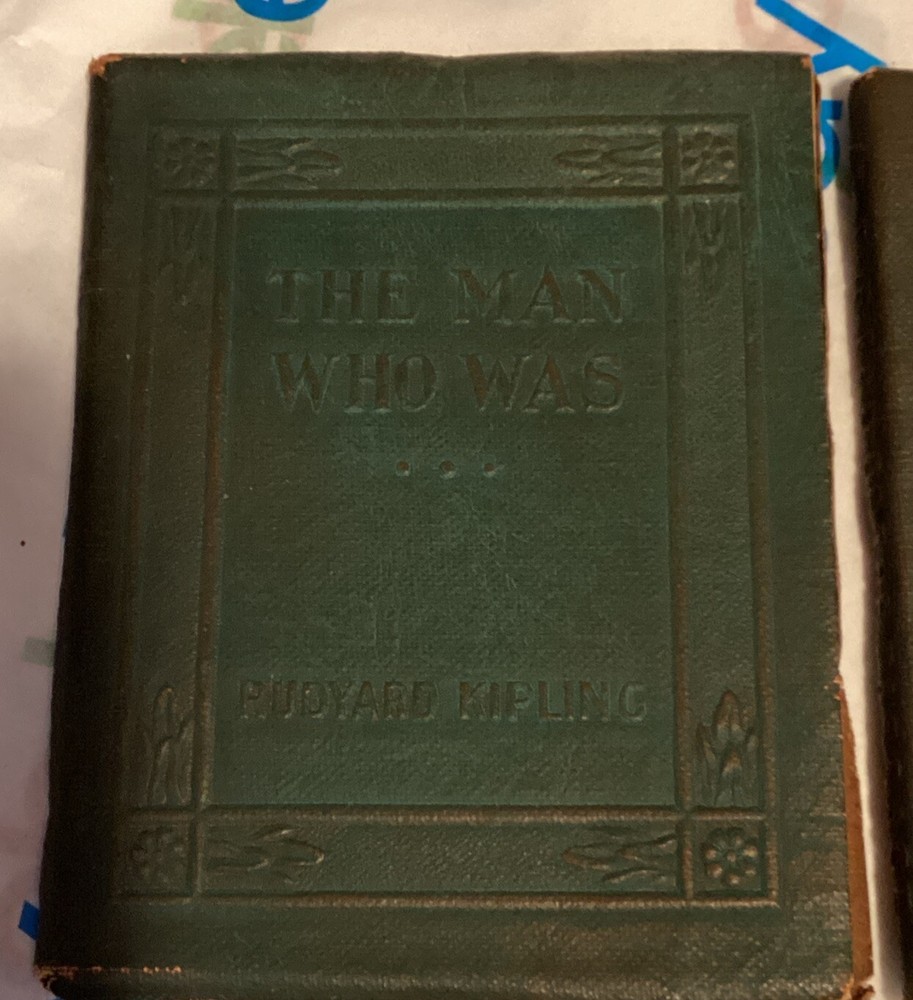 THE MAN
WHO WAS
. . .
RUDYARD KIPLING